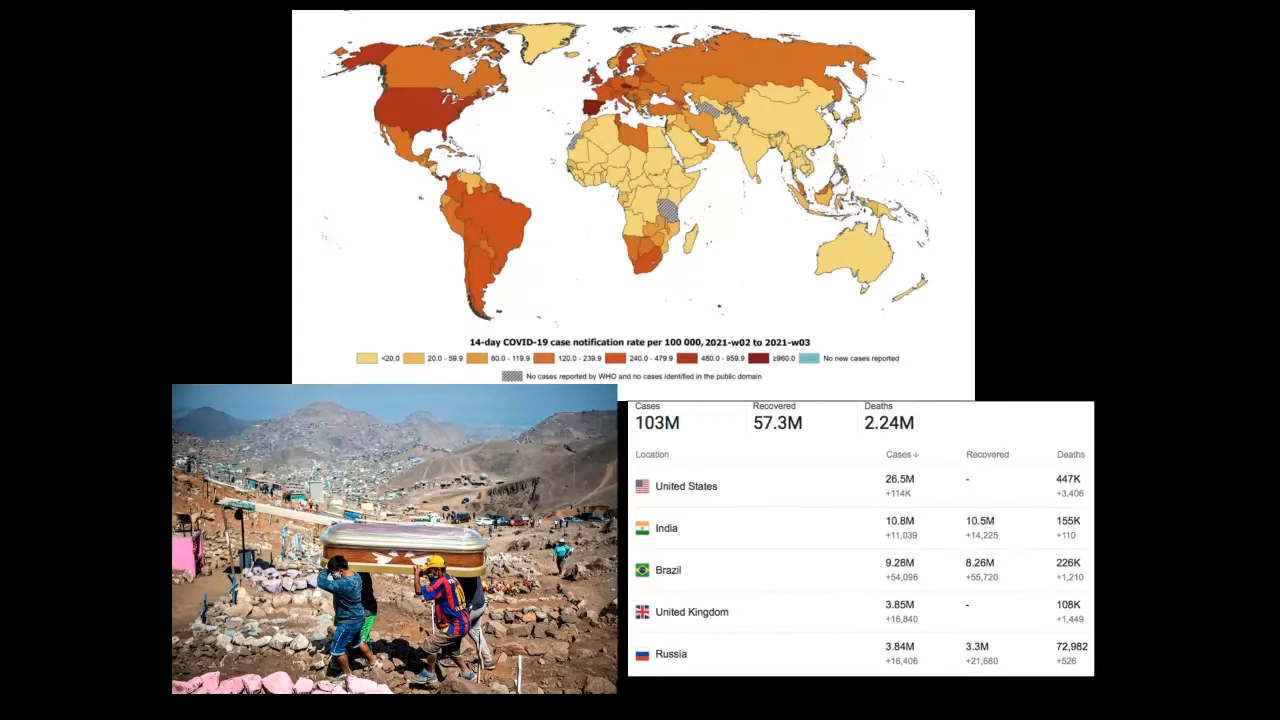 14-day COVID-19 case notification rate per 100 000, 2021-w02 to 2021-w03
<20.0 20.0 - 59.9 60.0 - 119.9 120.0 - 239.9 240.0 - 479.9 480.0 - 959.9 ≥960.0 No new cases reported
No cases reported by WHO and no cases identified in the public domain
Cases Recovered Deaths
103M 57.3M 2.24M
Location Cases↓ Recovered Deaths
United States 26.5M - 447K
+114K +3,406
India 10.8M 10.5M 155K
+11,039 +14,225 +110
Brazil 9.28M 8.26M 226K
+54,096 +55,720 +1,210
United Kingdom 3.85M - 108K
+16,840 +1,449
Russia 3.84M 3.3M 72,982
+16,406 +21,680 +526